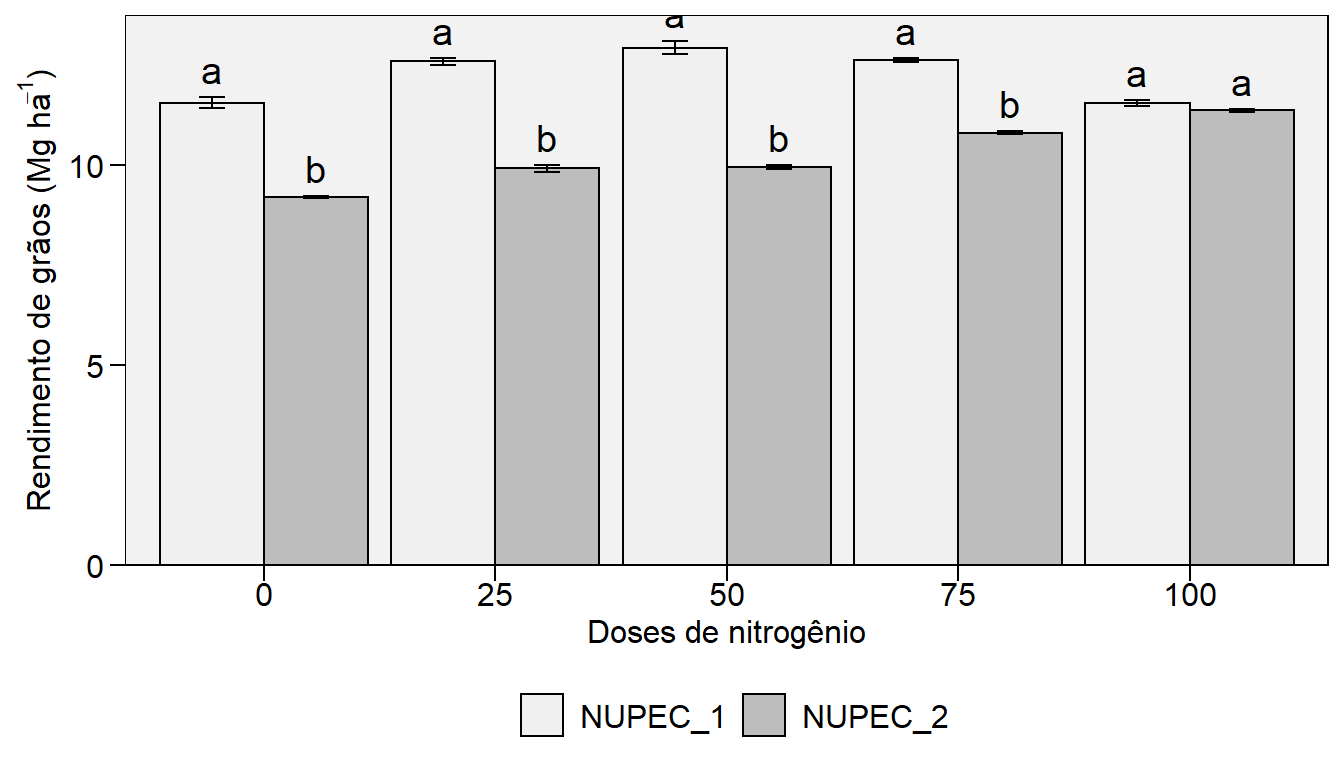 Rendimento de grãos (Mg ha⁻¹)
10
5
0
a
b
a
b
a
b
a
b
a
a
0
25
50
75
100
Doses de nitrogênio
NUPEC_1
NUPEC_2